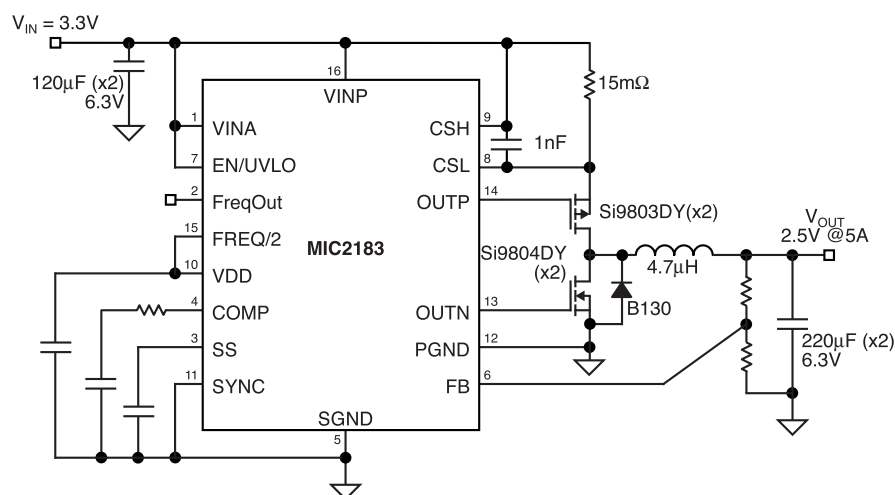 VIN = 3.3V
120µF (x2)
6.3V
16
VINP
15mΩ
1
VINA
7
EN/UVLO
2
FreqOut
15
FREQ/2
10
VDD
4
COMP
3
SS
11
SYNC
MIC2183
SGND
5
9
CSH
1nF
8
CSL
14
OUTP
Si9803DY(x2)
Si9804DY
(x2)
VOUT
2.5V @5A
4.7µH
13
OUTN
B130
12
PGND
6
FB
220µF (x2)
6.3V